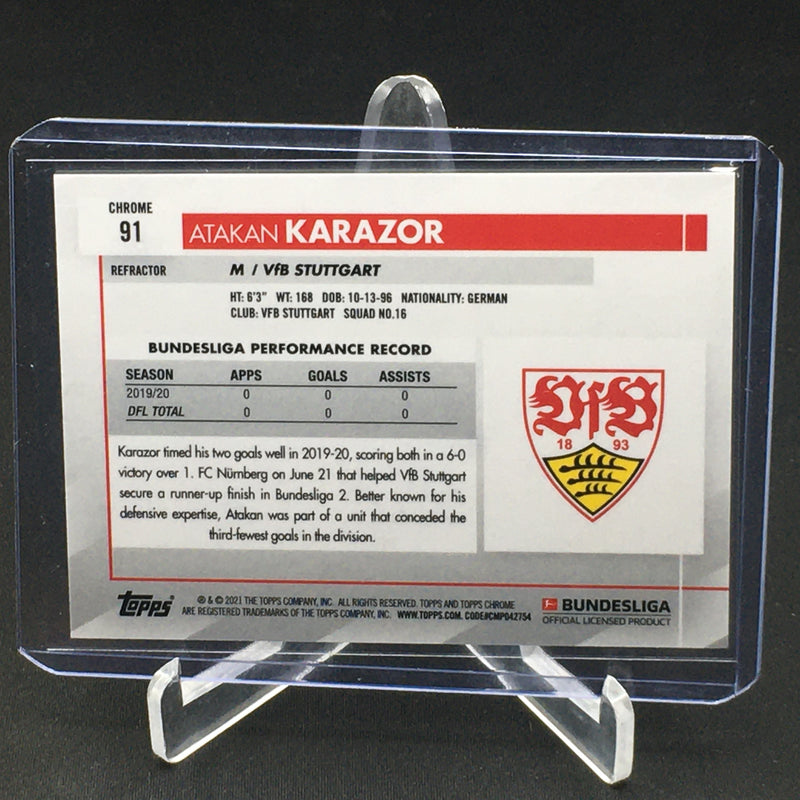 CHROME
91
ATAKAN KARAZOR
REFRACTOR
M / VfB STUTTGART
HT: 6'3" WT: 168 DOB: 10-13-96 NATIONALITY: GERMAN
CLUB: VFB STUTTGART SQUAD NO.16
BUNDESLIGA PERFORMANCE RECORD
SEASON APPS GOALS ASSISTS
2019/20 0 0 0
DFL TOTAL 0 0 0
Karazor timed his two goals well in 2019-20, scoring both in a 6-0
victory over 1. FC Nürnberg on June 21 that helped VfB Stuttgart
secure a runner-up finish in Bundesliga 2. Better known for his
defensive expertise, Atakan was part of a unit that conceded the
third-fewest goals in the division.
VfB
18 93
Topps
® & © 2021 THE TOPPS COMPANY, INC. ALL RIGHTS RESERVED. TOPPS AND TOPPS CHROME
ARE REGISTERED TRADEMARKS OF THE TOPPS COMPANY, INC. WWW.TOPPS.COM. CODE#CMP042754
BUNDESLIGA
OFFICIAL LICENSED PRODUCT